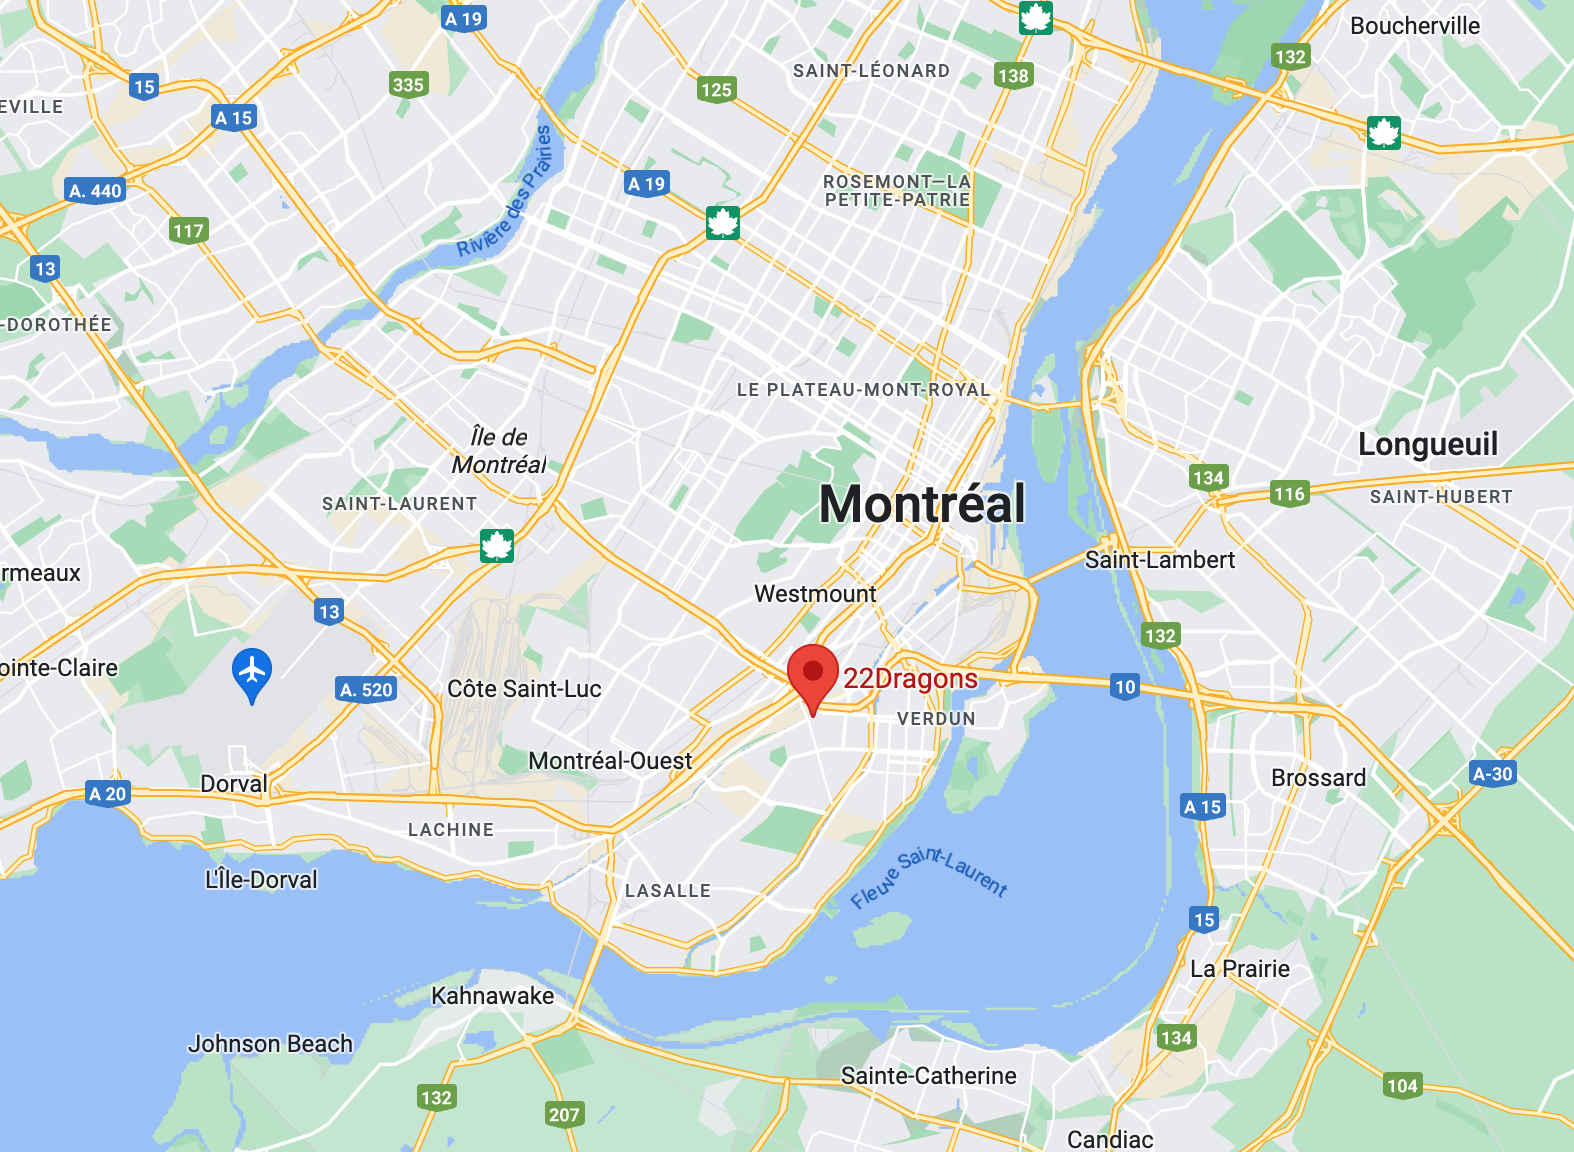 A 19
Boucherville
132
SAINT-LÉONARD
138
15
335
125
EVILLE
A 15
A 19
A. 440
ROSEMONT—LA
PETITE-PATRIE
Rivière des Prairies
117
13
-DOROTHÉE
LE PLATEAU-MONT-ROYAL
Île de
Montréal
Longueuil
134
116
SAINT-HUBERT
SAINT-LAURENT
Montréal
Saint-Lambert
rmeaux
Westmount
13
132
ointe-Claire
A. 520
Côte Saint-Luc
22Dragons
10
VERDUN
Montréal-Ouest
Dorval
Brossard
A-30
A 20
A 15
LACHINE
L'Île-Dorval
LASALLE
Fleuve Saint-Laurent
15
La Prairie
Kahnawake
Johnson Beach
134
Sainte-Catherine
104
132
207
Candiac